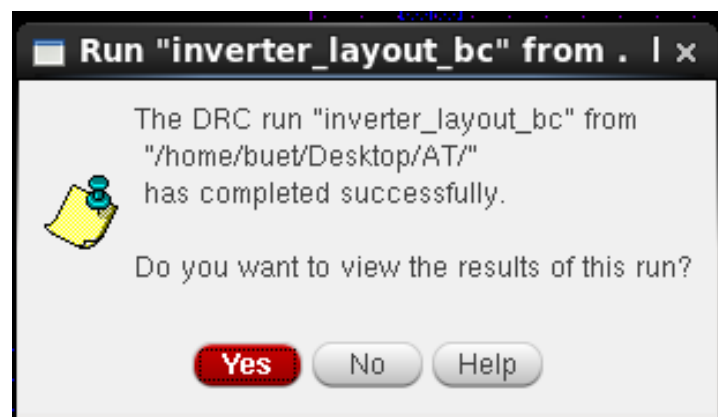 Run "inverter_layout_bc" from .
The DRC run "inverter_layout_bc" from
"/home/buet/Desktop/AT/"
has completed successfully.
Do you want to view the results of this run?
Yes No Help